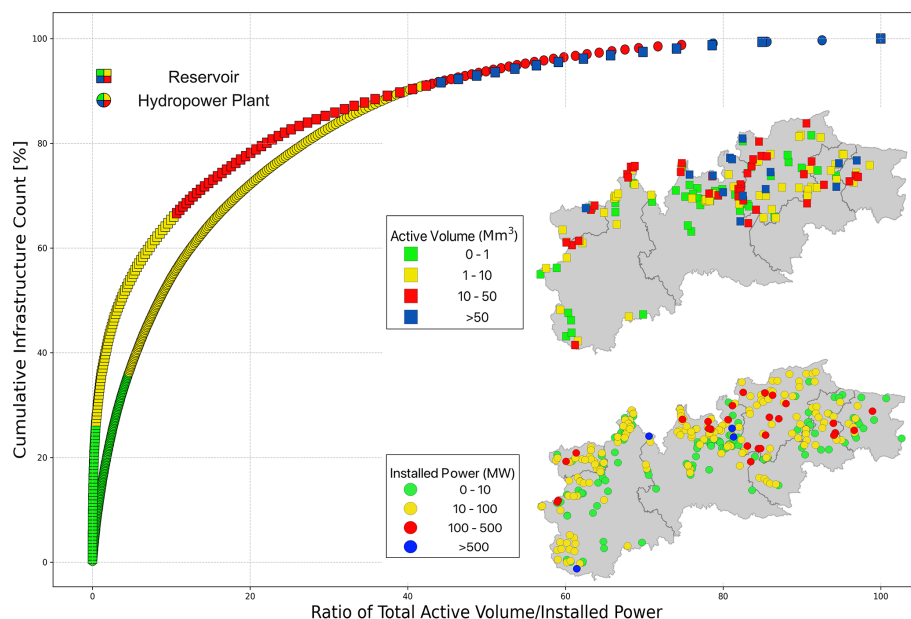 100
80
60
40
20
0
Cumulative Infrastructure Count [%]
Reservoir
Hydropower Plant
Active Volume (Mm³)
0 - 1
1 - 10
10 - 50
>50
Installed Power (MW)
0 - 10
10 - 100
100 - 500
>500
0 20 40 60 80 100
Ratio of Total Active Volume/Installed Power